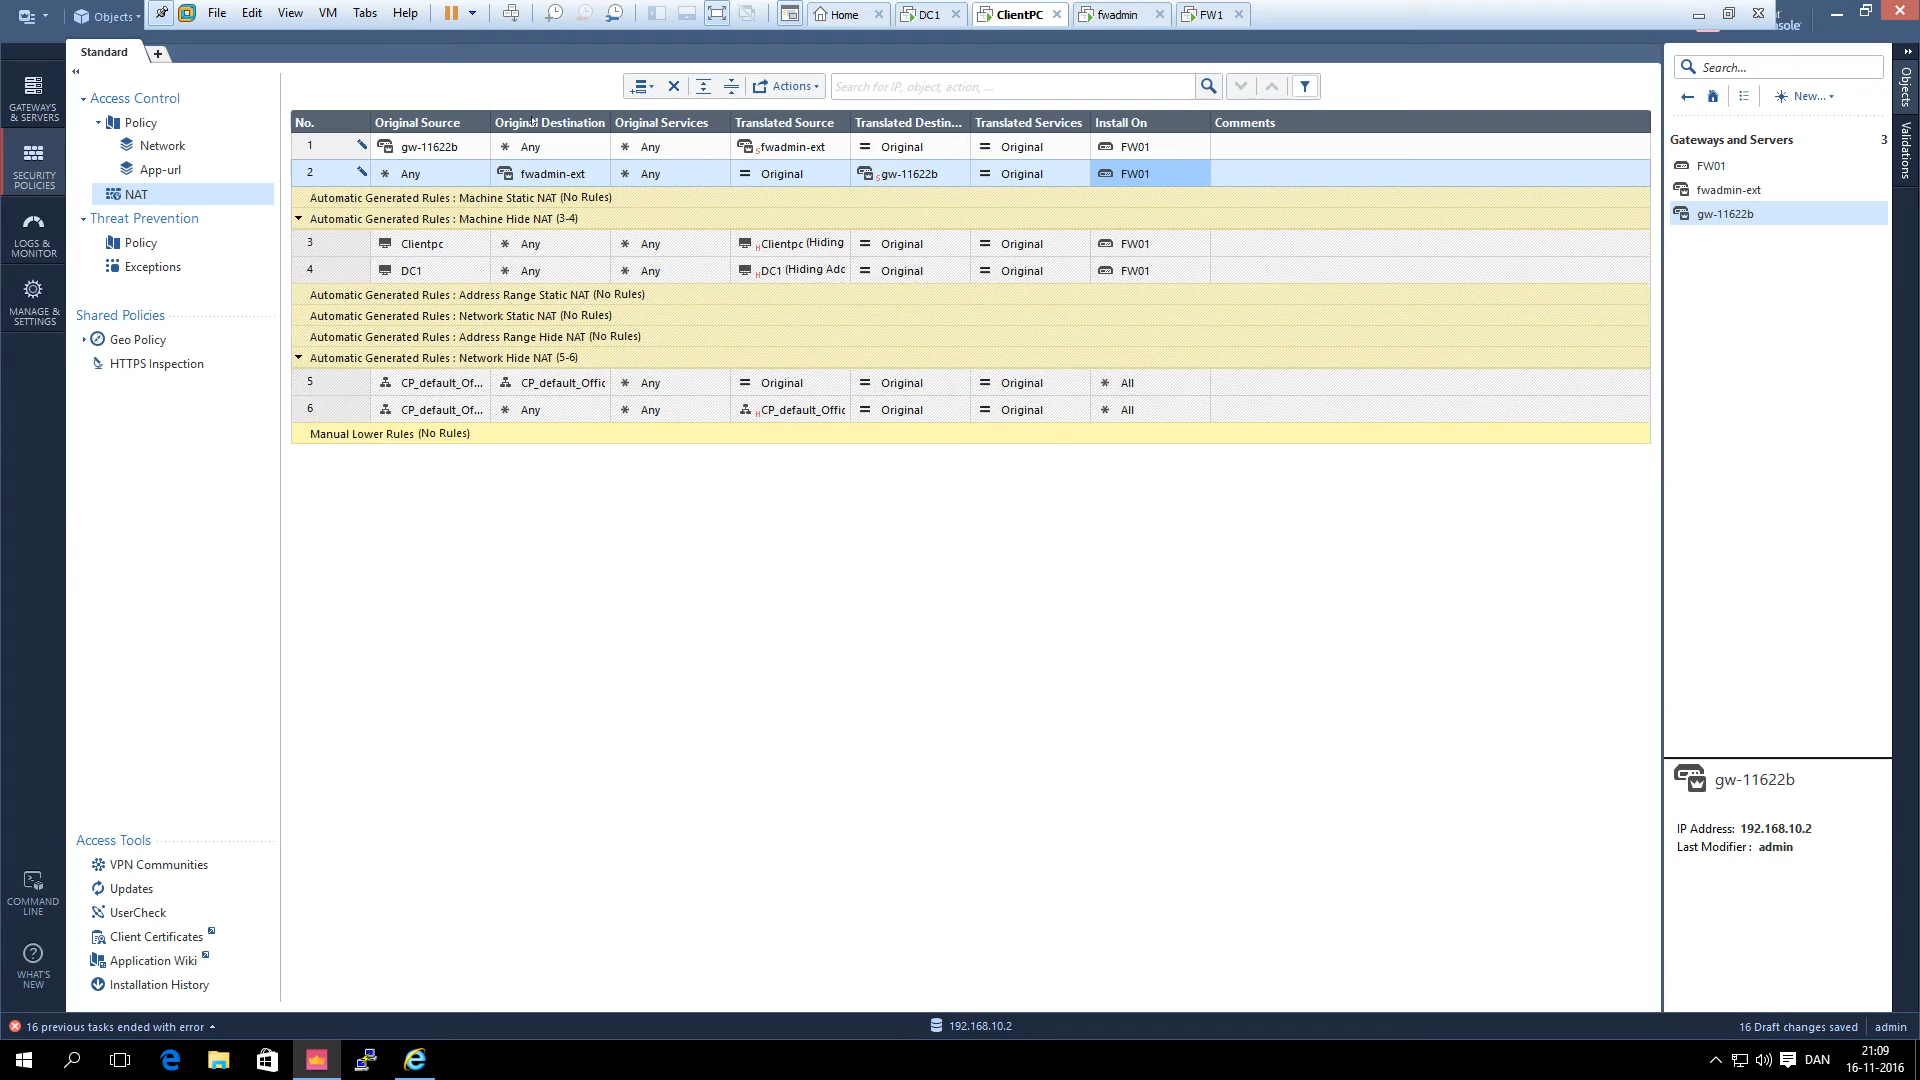 Objects
File Edit View VM Tabs Help
Home
DC1
ClientPC
fwadmin
FW1
sole
Standard
GATEWAYS
& SERVERS
SECURITY
POLICIES
LOGS &
MONITOR
MANAGE &
SETTINGS
COMMAND
LINE
WHAT'S
NEW
Access Control
Policy
Network
App-url
NAT
Threat Prevention
Policy
Exceptions
Shared Policies
Geo Policy
HTTPS Inspection
Access Tools
VPN Communities
Updates
UserCheck
Client Certificates
Application Wiki
Installation History
Actions
Search for IP, object, action, ...
No. Original Source Original Destination Original Services Translated Source Translated Destin... Translated Services Install On Comments
1 gw-11622b * Any * Any S fwadmin-ext = Original = Original FW01
2 * Any fwadmin-ext * Any = Original S gw-11622b = Original FW01
Automatic Generated Rules : Machine Static NAT (No Rules)
Automatic Generated Rules : Machine Hide NAT (3-4)
3 Clientpc * Any * Any H Clientpc (Hiding = Original = Original FW01
4 DC1 * Any * Any H DC1 (Hiding Adc = Original = Original FW01
Automatic Generated Rules : Address Range Static NAT (No Rules)
Automatic Generated Rules : Network Static NAT (No Rules)
Automatic Generated Rules : Address Range Hide NAT (No Rules)
Automatic Generated Rules : Network Hide NAT (5-6)
5 CP_default_Of... CP_default_Offic * Any = Original = Original = Original * All
6 CP_default_Of... * Any * Any H CP_default_Offic = Original = Original * All
Manual Lower Rules (No Rules)
Search...
New...
Gateways and Servers 3
FW01
fwadmin-ext
gw-11622b
Objects
Validations
gw-11622b
IP Address: 192.168.10.2
Last Modifier : admin
16 previous tasks ended with error
192.168.10.2
16 Draft changes saved
admin
DAN
21:09
16-11-2016